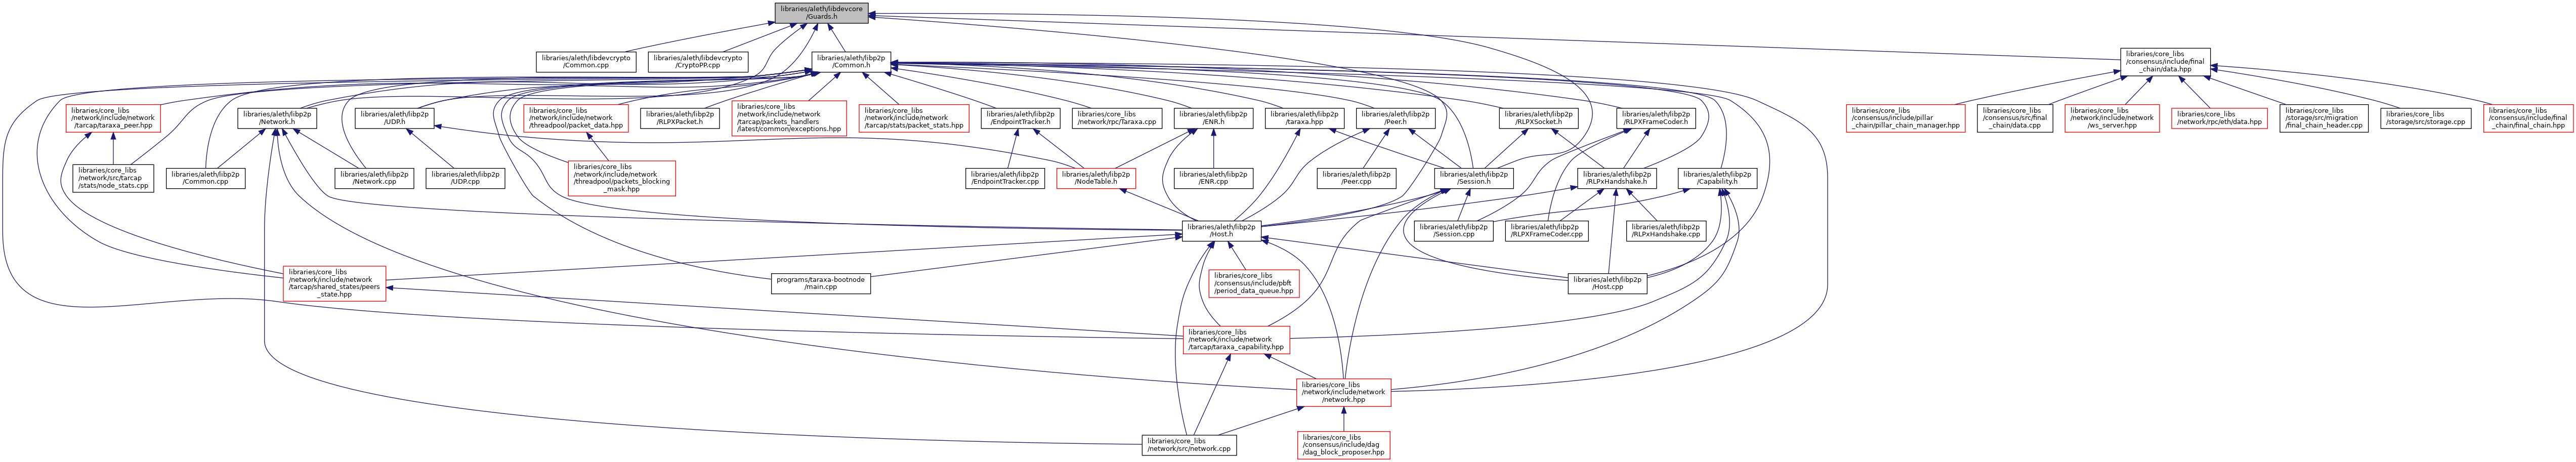 libraries/aleth/libdevcore
/Guards.h
libraries/aleth/libdevcrypto
/Common.cpp
libraries/aleth/libdevcrypto
/CryptoPP.cpp
libraries/aleth/libp2p
/Common.h
libraries/core_libs
/consensus/include/final
_chain/data.hpp
libraries/core_libs
/network/include/network
/tarcap/taraxa_peer.hpp
libraries/aleth/libp2p
/Network.h
libraries/aleth/libp2p
/UDP.h
libraries/core_libs
/network/include/network
/threadpool/packet_data.hpp
libraries/aleth/libp2p
/RLPXPacket.h
libraries/core_libs
/network/include/network
/tarcap/packets_handlers
/latest/common/exceptions.hpp
libraries/core_libs
/network/include/network
/tarcap/stats/packet_stats.hpp
libraries/aleth/libp2p
/EndpointTracker.h
libraries/core_libs
/network/rpc/Taraxa.cpp
libraries/aleth/libp2p
/ENR.h
libraries/aleth/libp2p
/taraxa.hpp
libraries/aleth/libp2p
/Peer.h
libraries/aleth/libp2p
/RLPXSocket.h
libraries/aleth/libp2p
/RLPXFrameCoder.h
libraries/core_libs
/consensus/include/pillar
_chain/pillar_chain_manager.hpp
libraries/core_libs
/consensus/src/final
_chain/data.cpp
libraries/core_libs
/network/include/network
/ws_server.hpp
libraries/core_libs
/network/rpc/eth/data.hpp
libraries/core_libs
/storage/src/migration
/final_chain_header.cpp
libraries/core_libs
/storage/src/storage.cpp
libraries/core_libs
/consensus/include/final
_chain/final_chain.hpp
libraries/core_libs
/network/src/tarcap
/stats/node_stats.cpp
libraries/aleth/libp2p
/Common.cpp
libraries/aleth/libp2p
/Network.cpp
libraries/aleth/libp2p
/UDP.cpp
libraries/core_libs
/network/include/network
/threadpool/packets_blocking
_mask.hpp
libraries/aleth/libp2p
/EndpointTracker.cpp
libraries/aleth/libp2p
/NodeTable.h
libraries/aleth/libp2p
/ENR.cpp
libraries/aleth/libp2p
/Peer.cpp
libraries/aleth/libp2p
/Session.h
libraries/aleth/libp2p
/RLPxHandshake.h
libraries/aleth/libp2p
/Capability.h
libraries/aleth/libp2p
/Host.h
libraries/aleth/libp2p
/Session.cpp
libraries/aleth/libp2p
/RLPXFrameCoder.cpp
libraries/aleth/libp2p
/RLPxHandshake.cpp
libraries/core_libs
/network/include/network
/tarcap/shared_states/peers
_state.hpp
programs/taraxa-bootnode
/main.cpp
libraries/core_libs
/consensus/include/pbft
/period_data_queue.hpp
libraries/aleth/libp2p
/Host.cpp
libraries/core_libs
/network/include/network
/tarcap/taraxa_capability.hpp
libraries/core_libs
/network/include/network
/network.hpp
libraries/core_libs
/network/src/network.cpp
libraries/core_libs
/consensus/include/dag
/dag_block_proposer.hpp